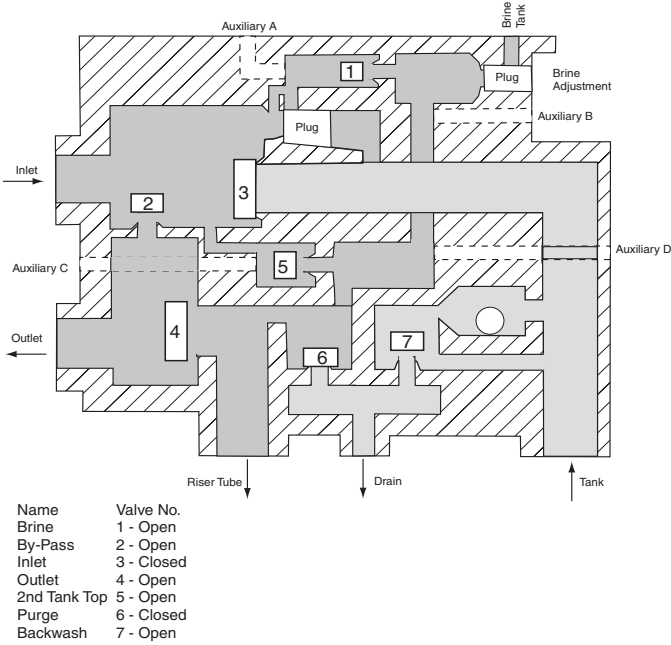 Auxiliary A
Brine
Tank
1
Plug
Brine
Adjustment
Auxiliary B
Plug
Inlet
2
3
Auxiliary C
5
Auxiliary D
Outlet
4
6
7
Riser Tube
Drain
Tank
Name Valve No.
Brine 1 - Open
By-Pass 2 - Open
Inlet 3 - Closed
Outlet 4 - Open
2nd Tank Top 5 - Open
Purge 6 - Closed
Backwash 7 - Open